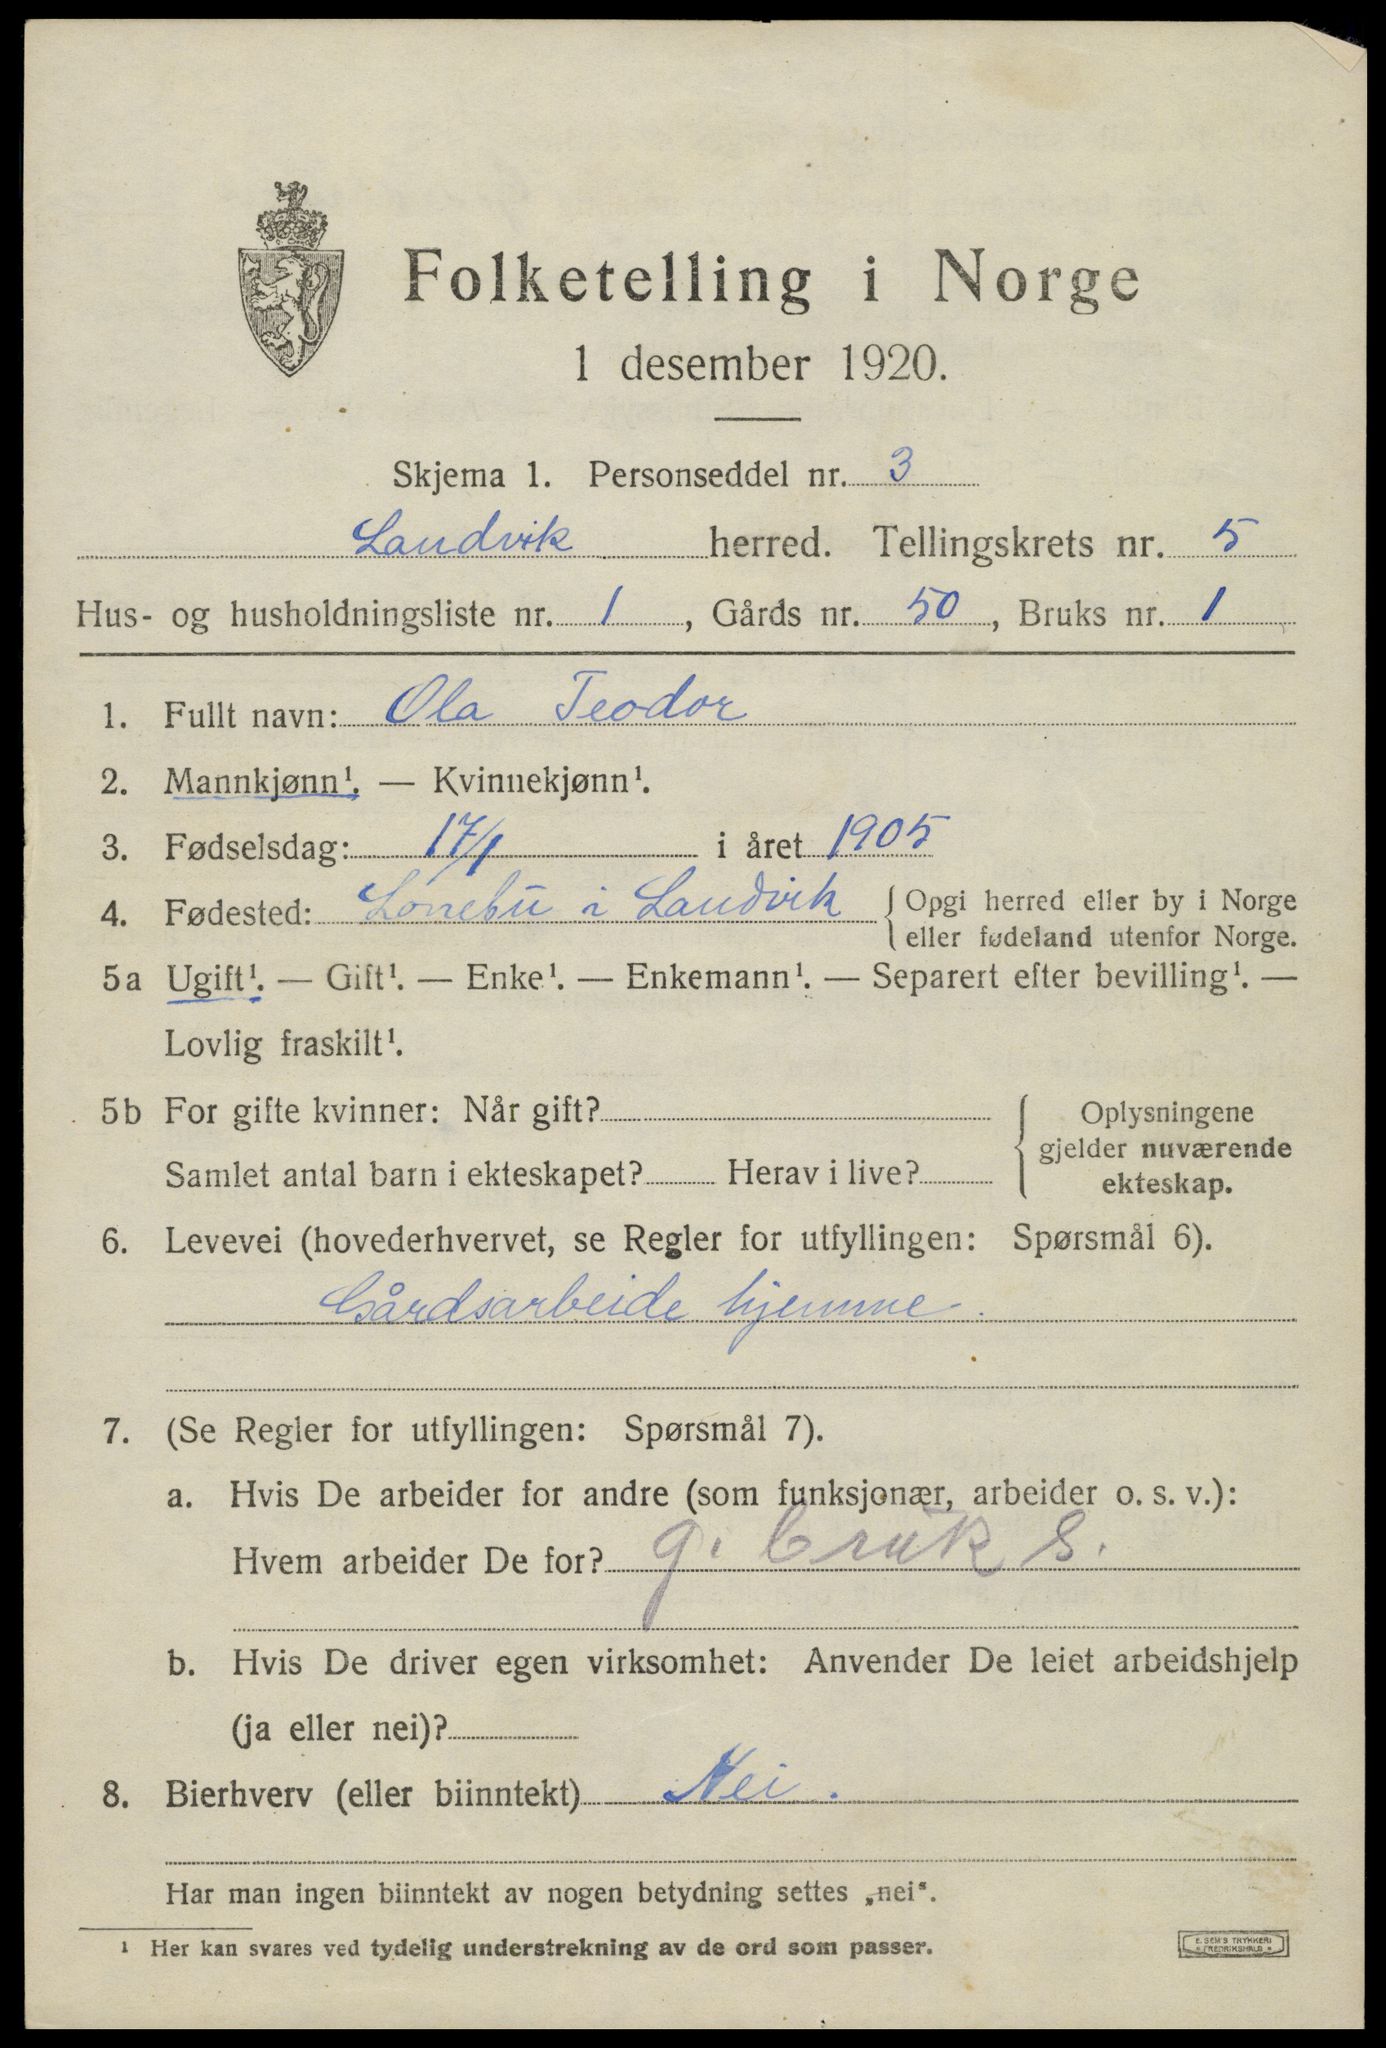 Folketelling i Norge
1 desember 1920.
Skjema 1. Personseddel nr. 3
Landvik herred. Tellingskrets nr. 5
Hus- og husholdningsliste nr. 1, Gårds nr. 50, Bruks nr. 1
1. Fullt navn: Ola Teodor
2. Mannkjønn¹. — Kvinnekjønn¹.
3. Fødselsdag: 17/1 i året 1905
4. Fødested: i Landvik {Opgi herred eller by i Norge
eller fødeland utenfor Norge.
5a Ugift¹. — Gift¹. — Enke¹. — Enkemann¹. — Separert efter bevilling¹. —
Lovlig fraskilt¹.
5b For gifte kvinner: Når gift?
Samlet antal barn i ekteskapet? Herav i live?
{Oplysningene
gjelder nuværende
ekteskap.
6. Levevei (hovederhvervet, se Regler for utfyllingen: Spørsmål 6).
Gårdsarbeide hjemme.
7. (Se Regler for utfyllingen: Spørsmål 7).
a. Hvis De arbeider for andre (som funksjonær, arbeider o. s. v.):
Hvem arbeider De for? g. bruk s.
b. Hvis De driver egen virksomhet: Anvender De leiet arbeidshjelp
(ja eller nei)?
8. Bierhverv (eller biinntekt) Nei.
Har man ingen biinntekt av nogen betydning settes „nei“.
¹ Her kan svares ved tydelig understrekning av de ord som passer.
E. SEM'S TRYKKERI
* FREDRIKSHALD *